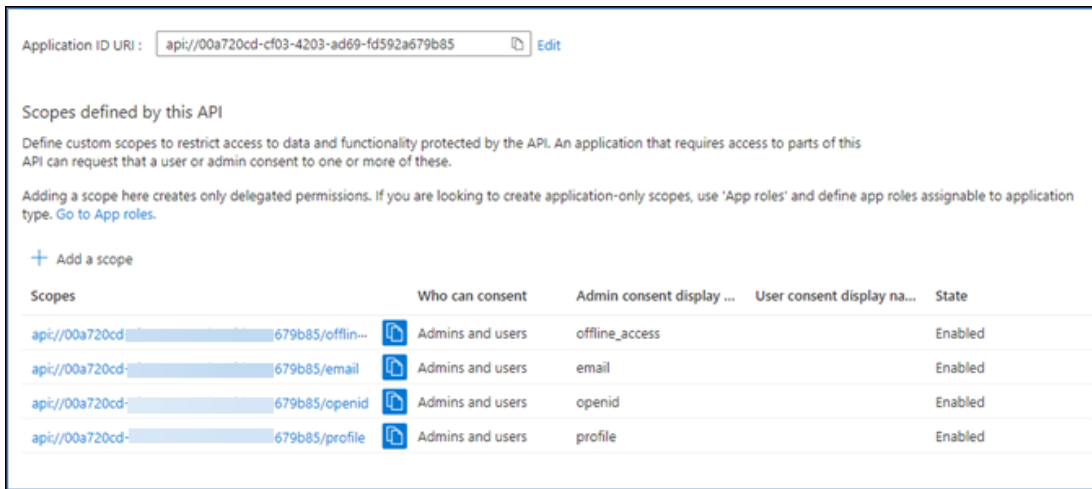 Application ID URI : api://00a720cd-cf03-4203-ad69-fd592a679b85 Edit
Scopes defined by this API
Define custom scopes to restrict access to data and functionality protected by the API. An application that requires access to parts of this
API can request that a user or admin consent to one or more of these.
Adding a scope here creates only delegated permissions. If you are looking to create application-only scopes, use 'App roles' and define app roles assignable to application
type. Go to App roles.
+ Add a scope
Scopes Who can consent Admin consent display ... User consent display na... State
api://00a720cd 679b85/offlin... Admins and users offline_access Enabled
api://00a720cd- 679b85/email Admins and users email Enabled
api://00a720cd- 679b85/openid Admins and users openid Enabled
api://00a720cd- 679b85/profile Admins and users profile Enabled